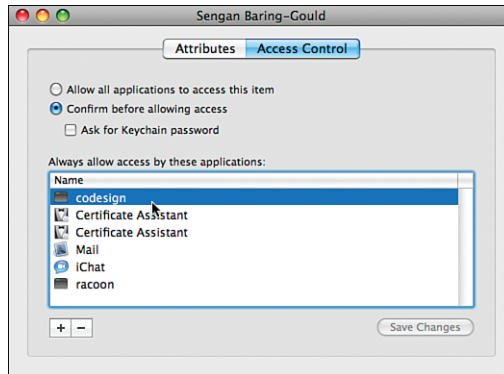 Sengan Baring-Gould
Attributes Access Control
Allow all applications to access this item
Confirm before allowing access
Ask for Keychain password
Always allow access by these applications:
Name
codesign
Certificate Assistant
Certificate Assistant
Mail
iChat
racoon
+ −
Save Changes